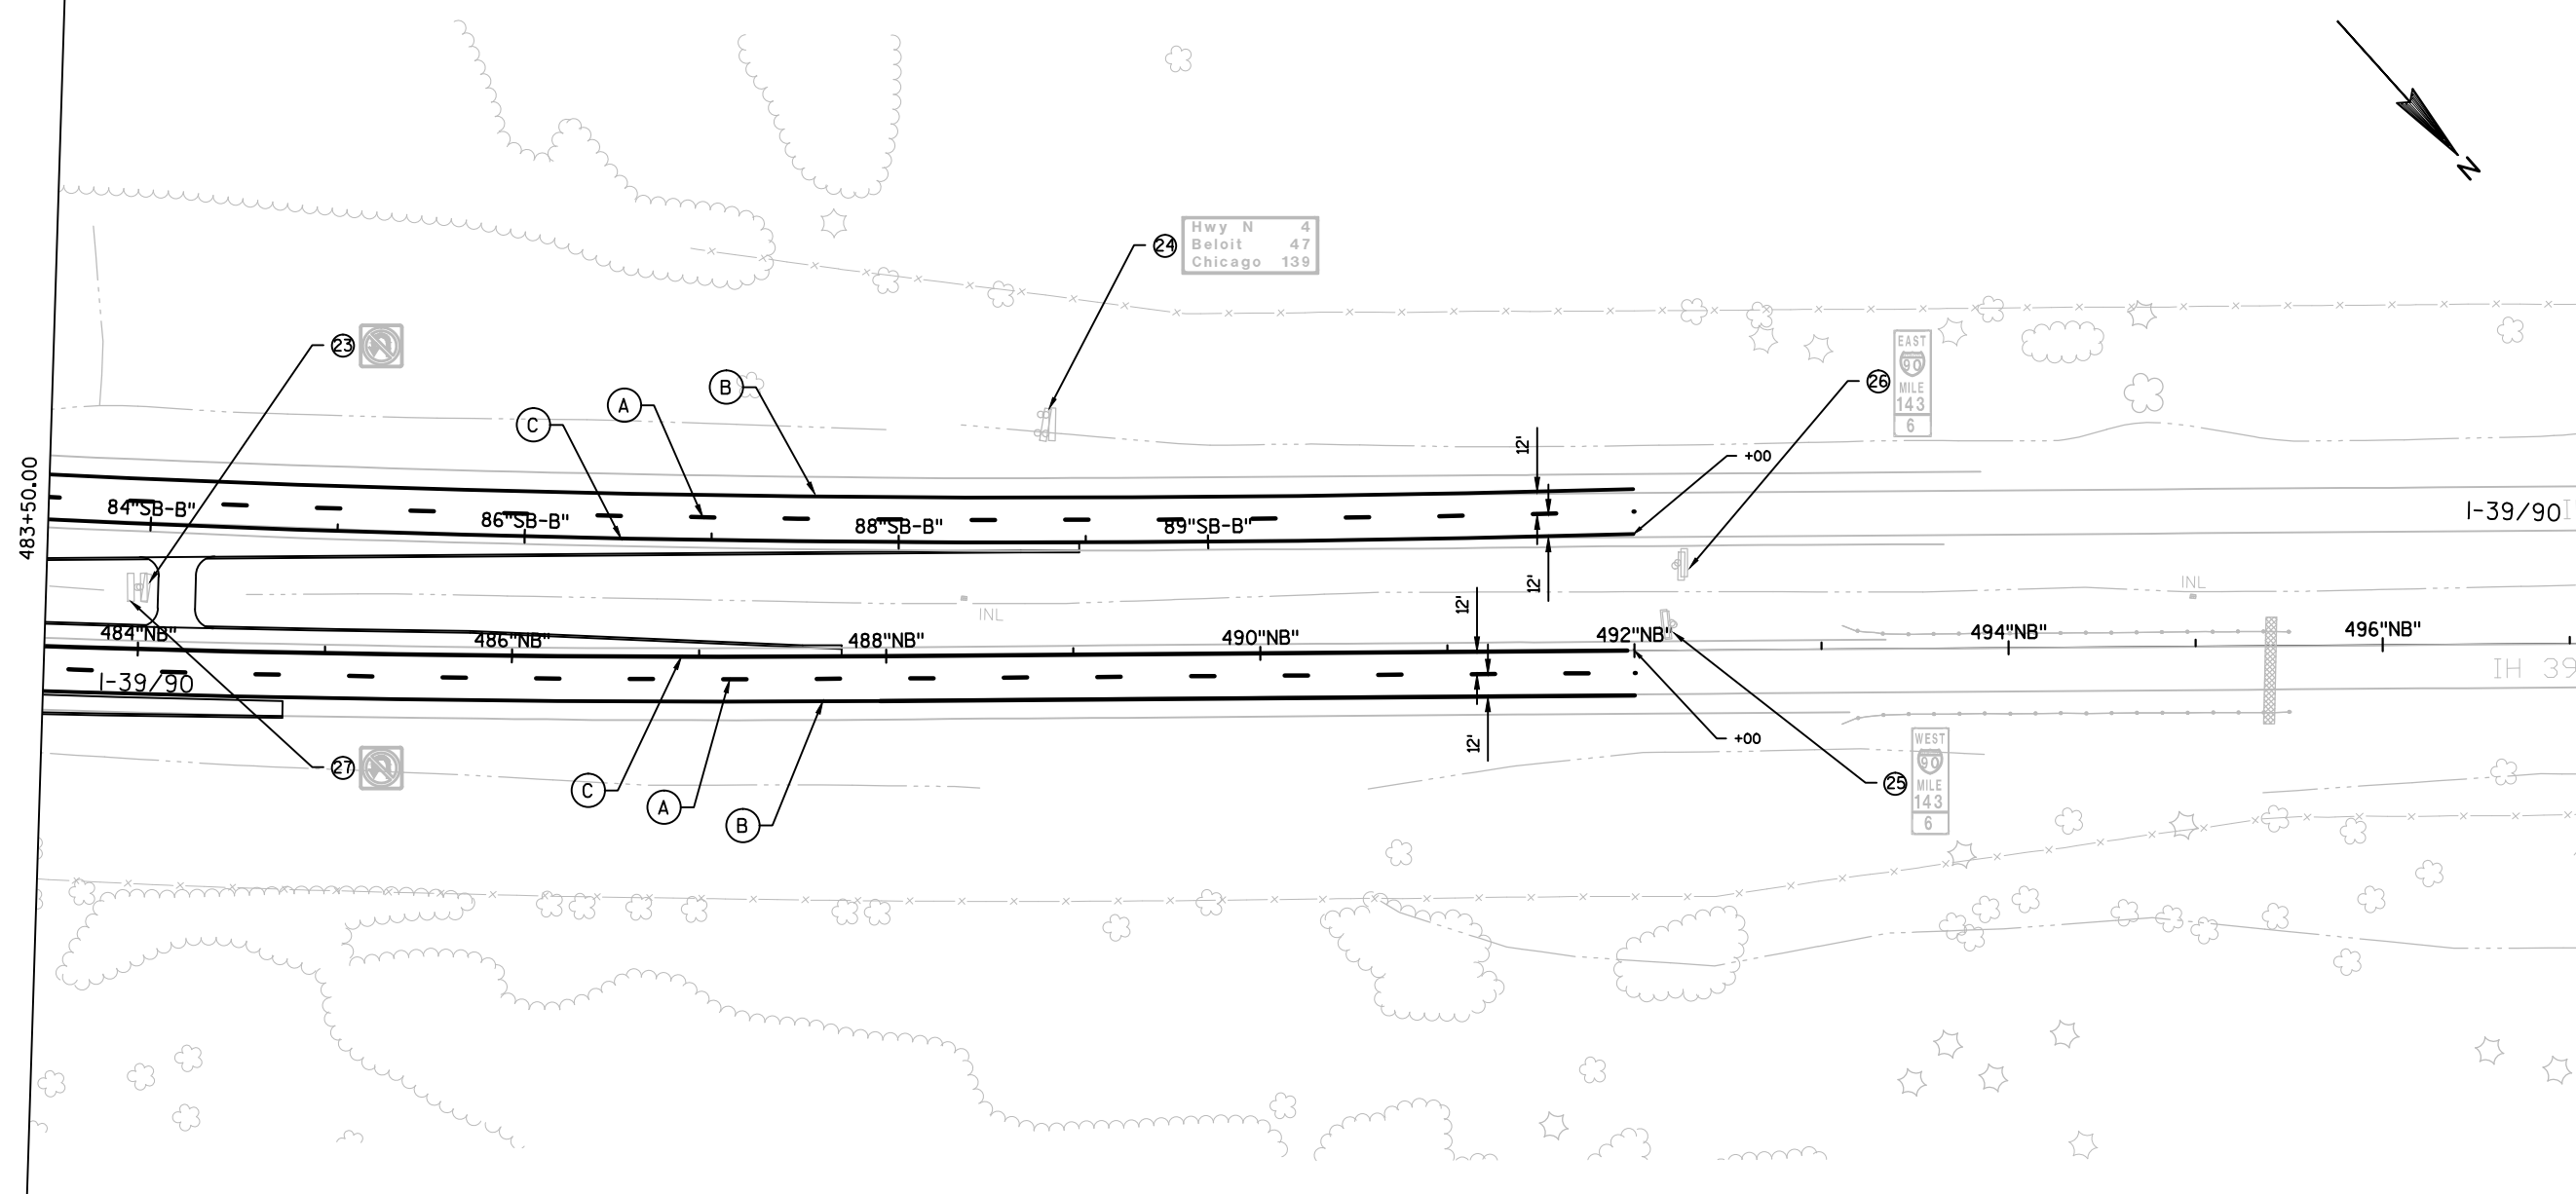 N
24
Hwy N 4
Beloit 47
Chicago 139
23
EAST
90
MILE
143
6
26
B
A
C
12'
+00
483+50.00
84"SB-B"
86"SB-B"
88"SB-B"
89"SB-B"
I-39/90
12'
INL
INL
12'
484"NB"
486"NB"
488"NB"
490"NB"
492"NB"
494"NB"
496"NB"
I-39/90
IH 39
12'
+00
27
WEST
90
MILE
143
6
25
C
A
B